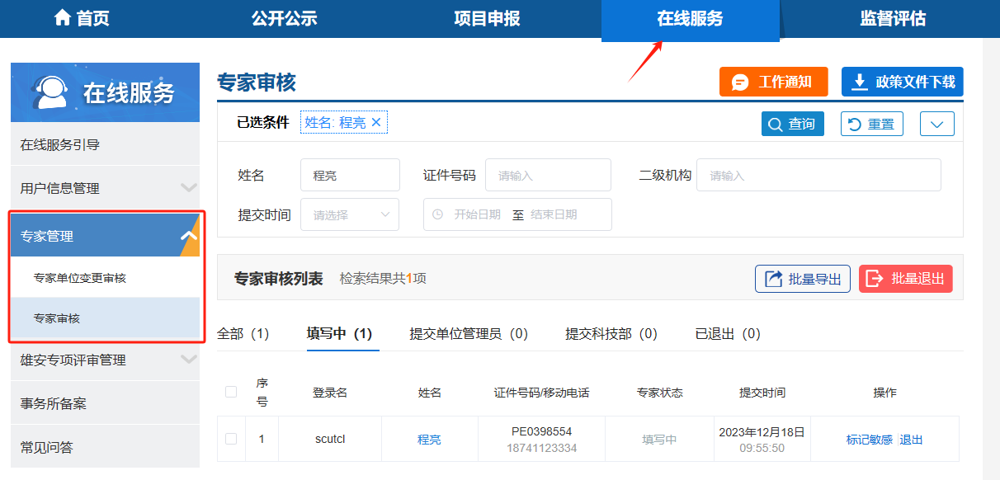 首页 公开公示 项目申报 在线服务 监督评估
在线服务
在线服务引导
用户信息管理
专家管理
专家单位变更审核
专家审核
雄安专项评审管理
事务所备案
常见问答
专家审核 工作通知 政策文件下载
已选条件 姓名: 程亮 查询 重置
姓名 程亮 证件号码 请输入 二级机构 请输入
提交时间 请选择 开始日期 至 结束日期
专家审核列表 检索结果共1项 批量导出 批量退出
全部（1） 填写中（1） 提交单位管理员（0） 提交科技部（0） 已退出（0）
序号 登录名 姓名 证件号码/移动电话 专家状态 提交时间 操作
1 scutcl 程亮 PE0398554 填写中 2023年12月18日 标记敏感 退出
18741123334 09:55:50